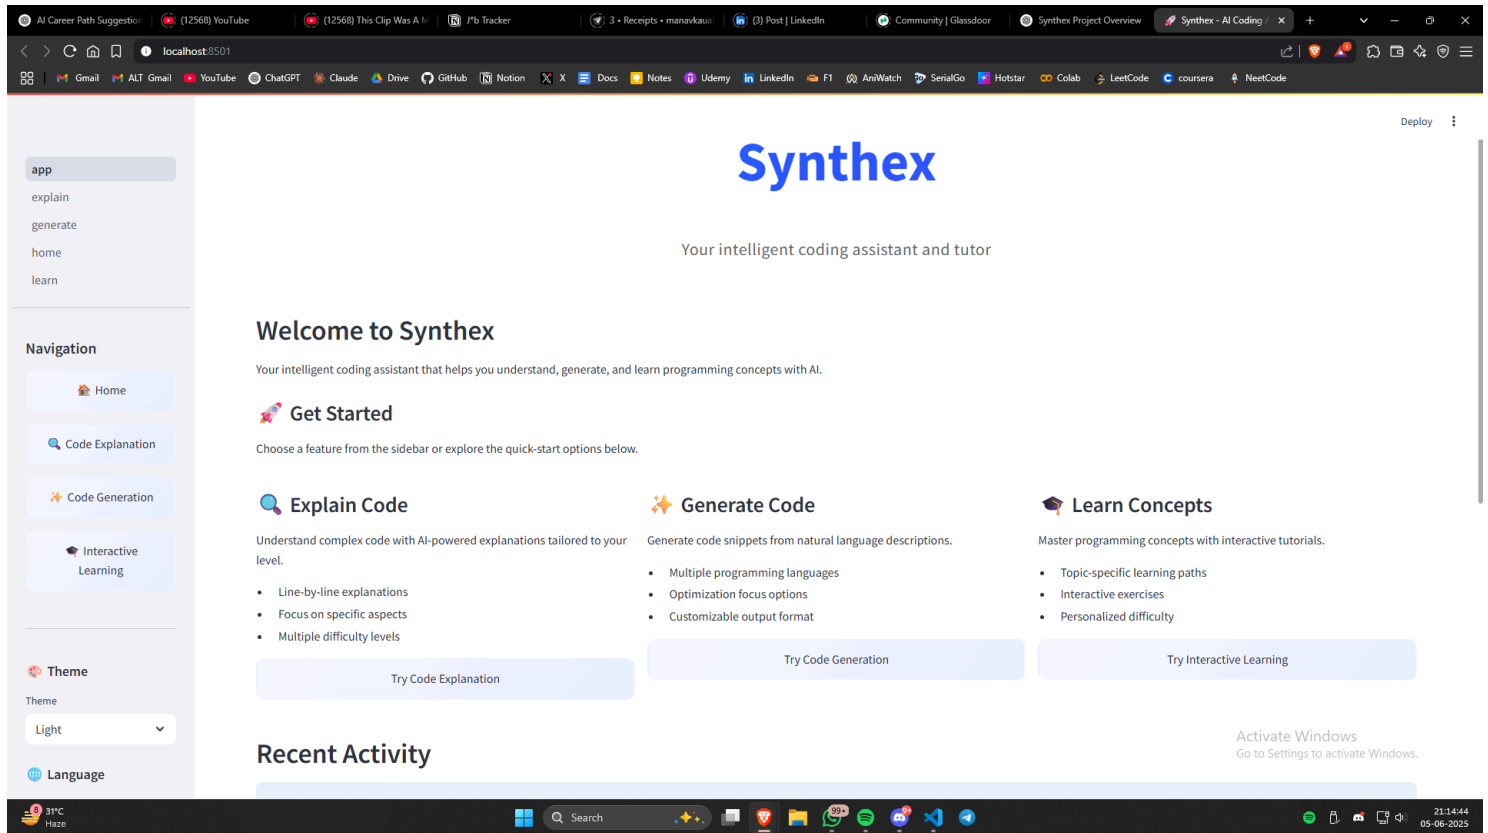 AI Career Path Suggestion
(12568) YouTube
(12568) This Clip Was A M
J*b Tracker
3 • Receipts • manavkaual
(3) Post | LinkedIn
Community | Glassdoor
Synthex Project Overview
Synthex - AI Coding A
localhost:8501
Gmail
ALT Gmail
YouTube
ChatGPT
Claude
Drive
GitHub
Notion
X
Docs
Notes
Udemy
LinkedIn
F1
AniWatch
SerialGo
Hotstar
Colab
LeetCode
coursera
NeetCode
Deploy
app
explain
generate
home
learn
Navigation
Home
Code Explanation
Code Generation
Interactive
Learning
Theme
Theme
Light
Language
Synthex
Your intelligent coding assistant and tutor
Welcome to Synthex
Your intelligent coding assistant that helps you understand, generate, and learn programming concepts with AI.
Get Started
Choose a feature from the sidebar or explore the quick-start options below.
Explain Code
Understand complex code with AI-powered explanations tailored to your
level.
• Line-by-line explanations
• Focus on specific aspects
• Multiple difficulty levels
Try Code Explanation
Generate Code
Generate code snippets from natural language descriptions.
• Multiple programming languages
• Optimization focus options
• Customizable output format
Try Code Generation
Learn Concepts
Master programming concepts with interactive tutorials.
• Topic-specific learning paths
• Interactive exercises
• Personalized difficulty
Try Interactive Learning
Recent Activity
Activate Windows
Go to Settings to activate Windows.
8
31°C
Haze
Search
99+
9+
21:14:44
05-06-2025